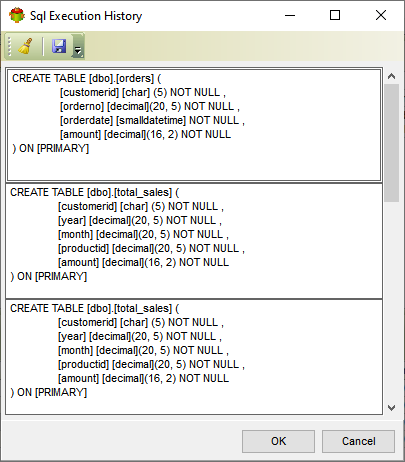 Sql Execution History
CREATE TABLE [dbo].[orders] (
[customerid] [char] (5) NOT NULL ,
[orderno] [decimal](20, 5) NOT NULL ,
[orderdate] [smalldatetime] NOT NULL ,
[amount] [decimal](16, 2) NOT NULL
) ON [PRIMARY]
CREATE TABLE [dbo].[total_sales] (
[customerid] [char] (5) NOT NULL ,
[year] [decimal](20, 5) NOT NULL ,
[month] [decimal](20, 5) NOT NULL ,
[productid] [decimal](20, 5) NOT NULL ,
[amount] [decimal](16, 2) NOT NULL
) ON [PRIMARY]
CREATE TABLE [dbo].[total_sales] (
[customerid] [char] (5) NOT NULL ,
[year] [decimal](20, 5) NOT NULL ,
[month] [decimal](20, 5) NOT NULL ,
[productid] [decimal](20, 5) NOT NULL ,
[amount] [decimal](16, 2) NOT NULL
) ON [PRIMARY]
OK Cancel